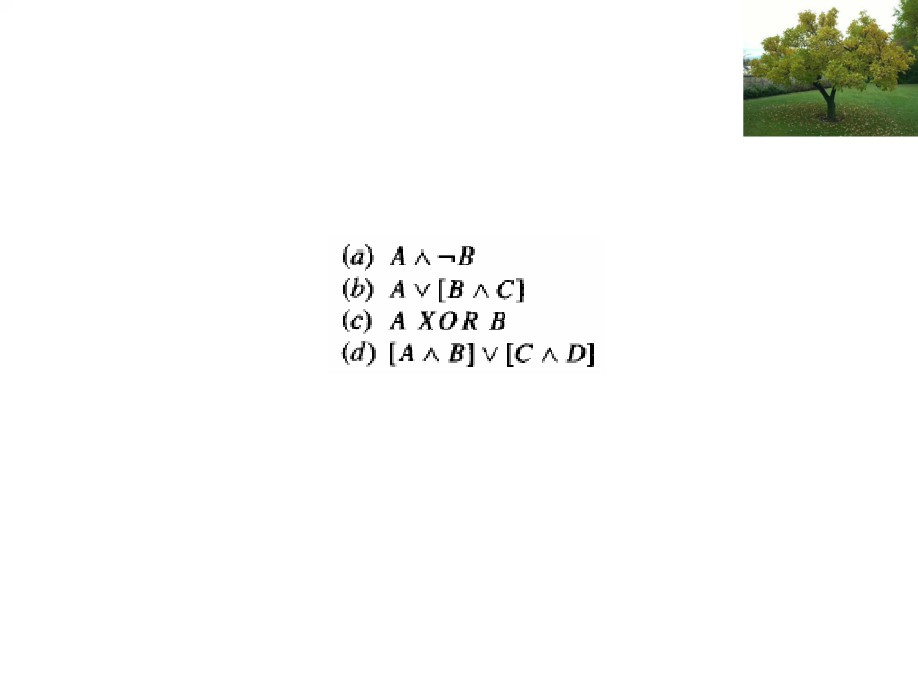 (a) A ∧ ¬B
(b) A ∨ [B ∧ C]
(c) A XOR B
(d) [A ∧ B] ∨ [C ∧ D]